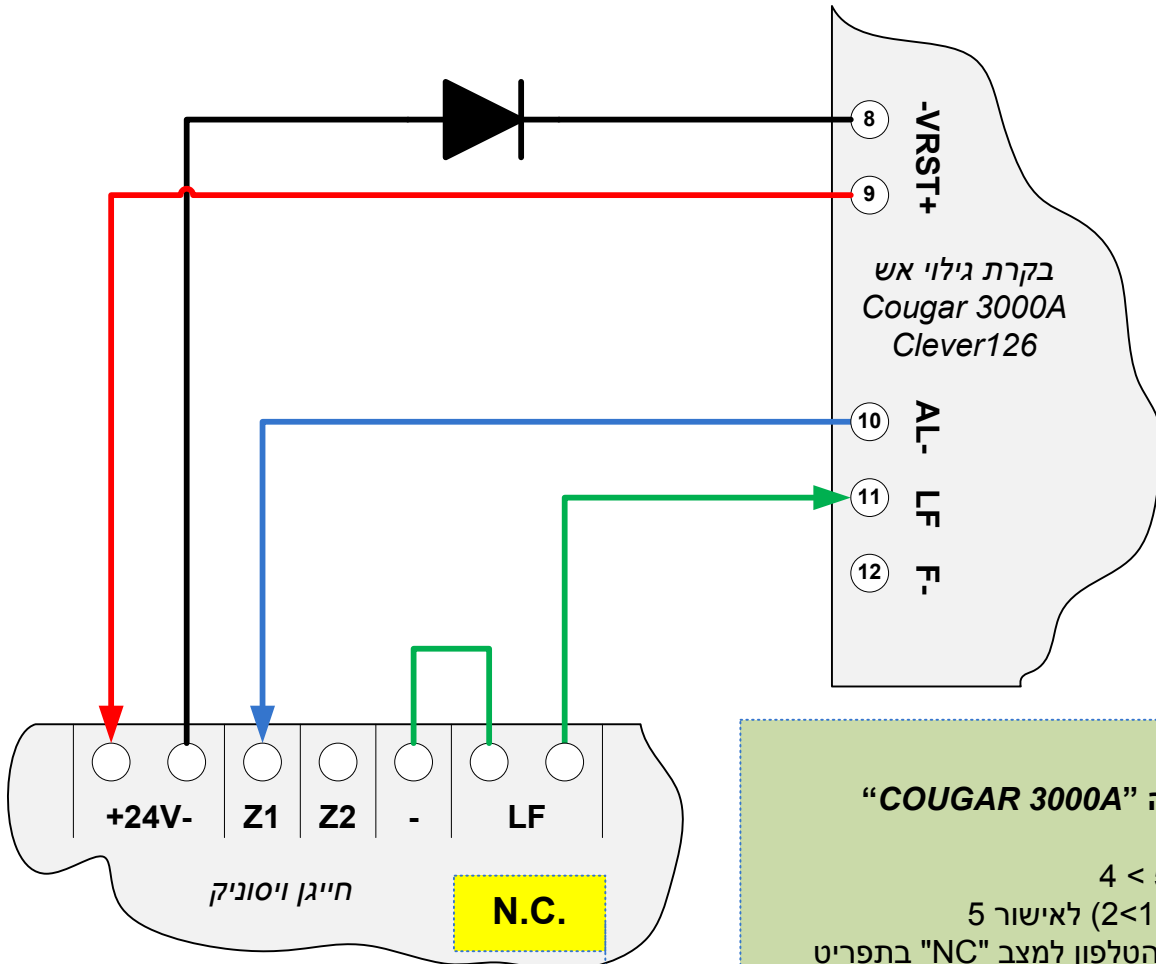 8
-VRST+
9
בקרת גילוי אש
Cougar 3000A
Clever126
10
AL-
11
LF
12
F-
+24V-
Z1
Z2
-
LF
חייגן ויסוניק
N.C.
ה "COUGAR 3000A"
4 <
1<2) לאישור 5
הטלפון למצב "NC" בתפריט